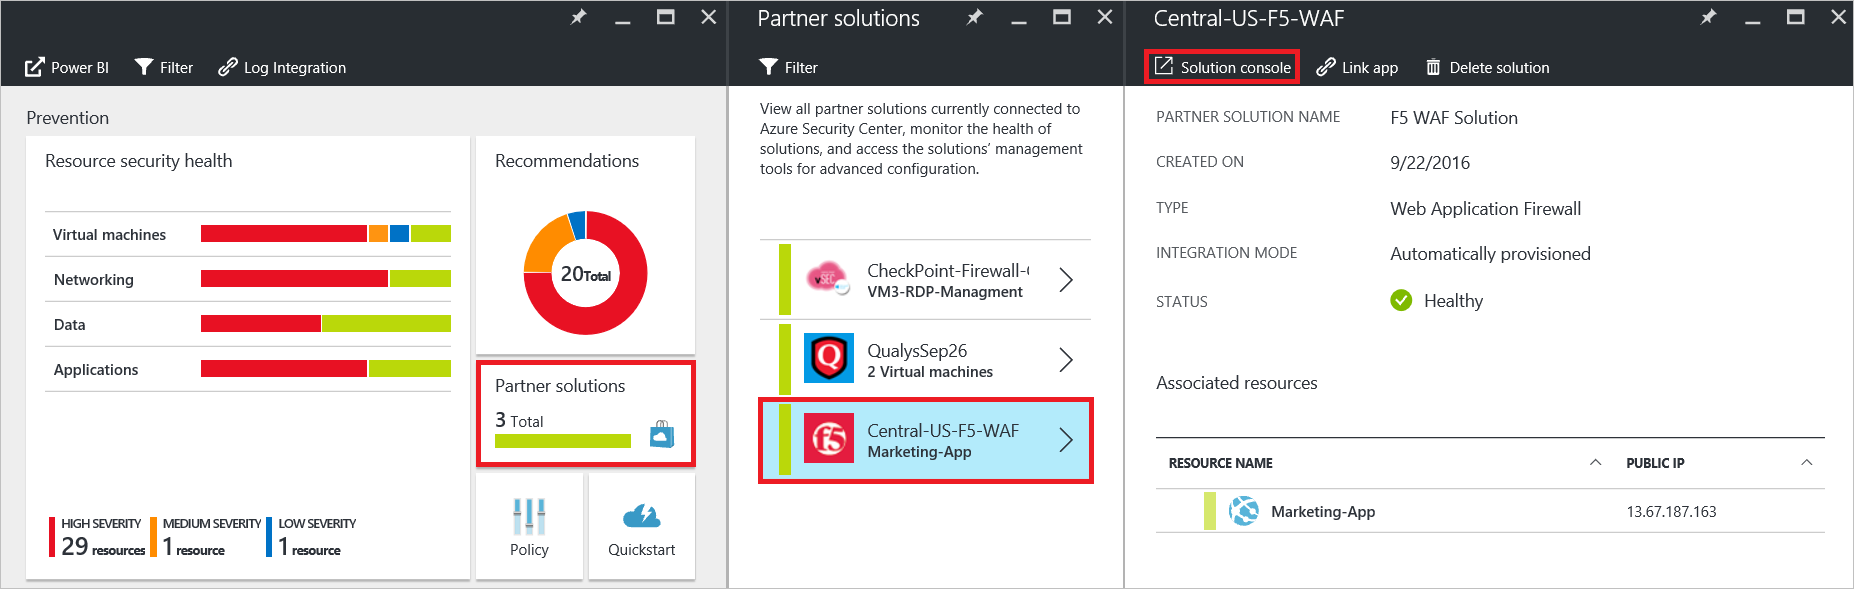 Power BI
Filter
Log Integration
Prevention
Resource security health
Virtual machines
Networking
Data
Applications
HIGH SEVERITY
29 resources
MEDIUM SEVERITY
1 resource
LOW SEVERITY
1 resource
Recommendations
20 Total
Partner solutions
3 Total
Policy
Quickstart
Partner solutions
Filter
View all partner solutions currently connected to
Azure Security Center, monitor the health of
solutions, and access the solutions’ management
tools for advanced configuration.
CheckPoint-Firewall-
VM3-RDP-Managment
QualysSep26
2 Virtual machines
Central-US-F5-WAF
Marketing-App
Central-US-F5-WAF
Solution console
Link app
Delete solution
PARTNER SOLUTION NAME F5 WAF Solution
CREATED ON 9/22/2016
TYPE Web Application Firewall
INTEGRATION MODE Automatically provisioned
STATUS Healthy
Associated resources
RESOURCE NAME PUBLIC IP
Marketing-App 13.67.187.163